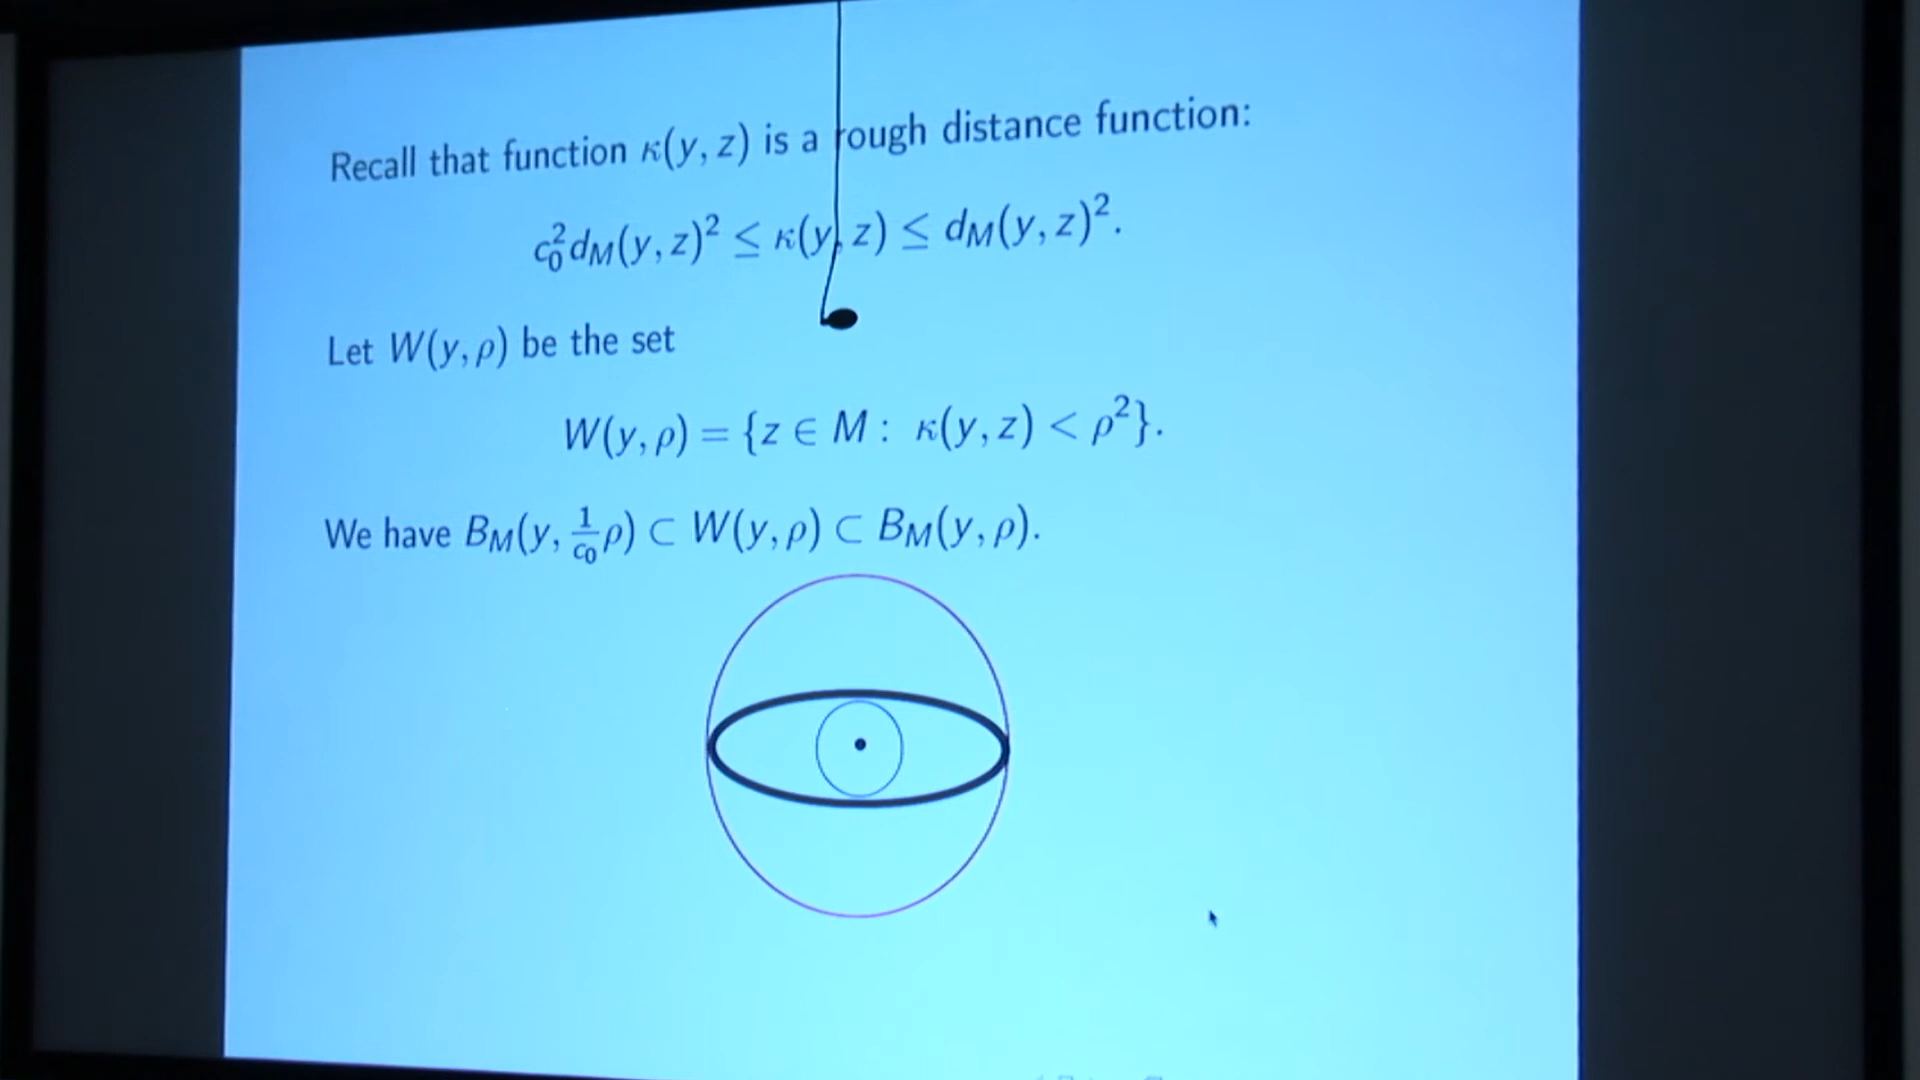 Recall that function κ(y, z) is a rough distance function:
c₀²d_M(y, z)² ≤ κ(y, z) ≤ d_M(y, z)².
Let W(y, ρ) be the set
W(y, ρ) = {z ∈ M : κ(y, z) < ρ²}.
We have B_M(y, 1/c₀ ρ) ⊂ W(y, ρ) ⊂ B_M(y, ρ).